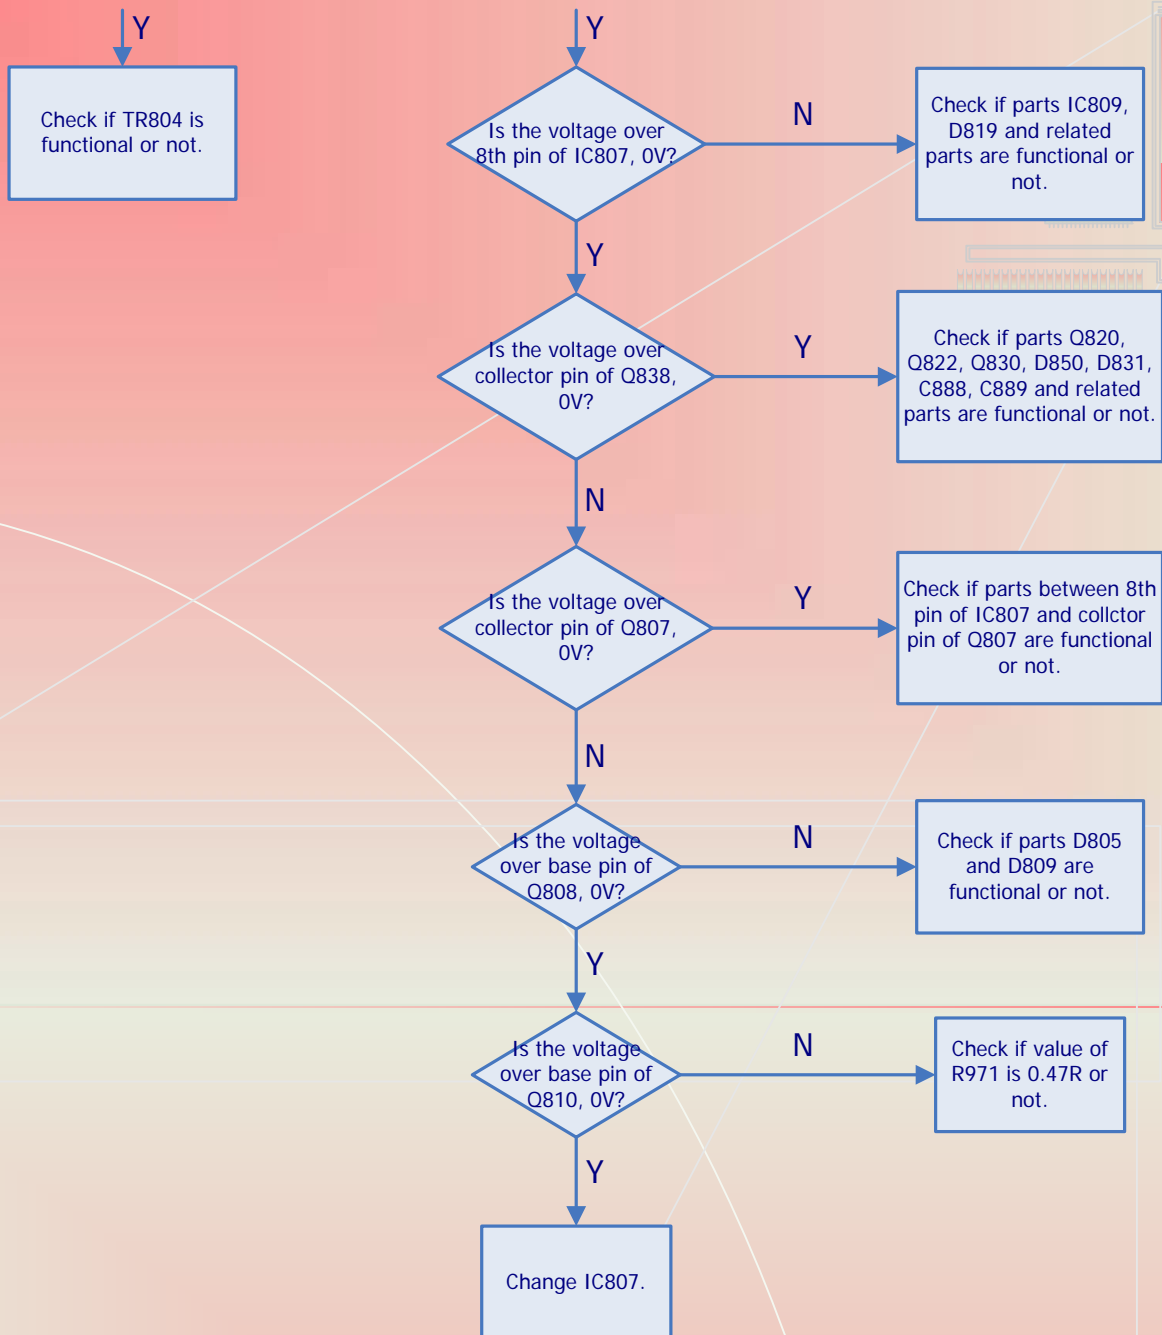 Y
Check if TR804 is
functional or not.
Y
Is the voltage over
8th pin of IC807, 0V?
N
Check if parts IC809,
D819 and related
parts are functional or
not.
Y
Is the voltage over
collector pin of Q838,
0V?
Y
Check if parts Q820,
Q822, Q830, D850, D831,
C888, C889 and related
parts are functional or not.
N
Is the voltage over
collector pin of Q807,
0V?
Y
Check if parts between 8th
pin of IC807 and collctor
pin of Q807 are functional
or not.
N
Is the voltage
over base pin of
Q808, 0V?
N
Check if parts D805
and D809 are
functional or not.
Y
Is the voltage
over base pin of
Q810, 0V?
N
Check if value of
R971 is 0.47R or
not.
Y
Change IC807.